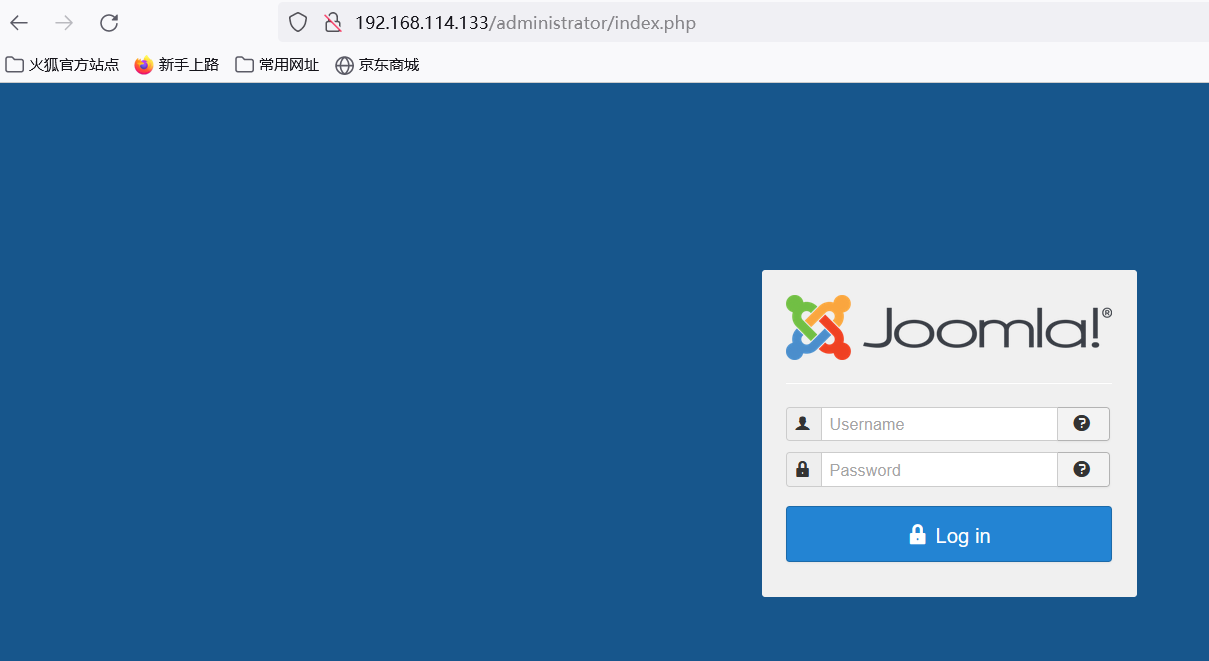 192.168.114.133/administrator/index.php
火狐官方站点 新手上路 常用网址 京东商城
Joomla!®
Username
Password
Log in